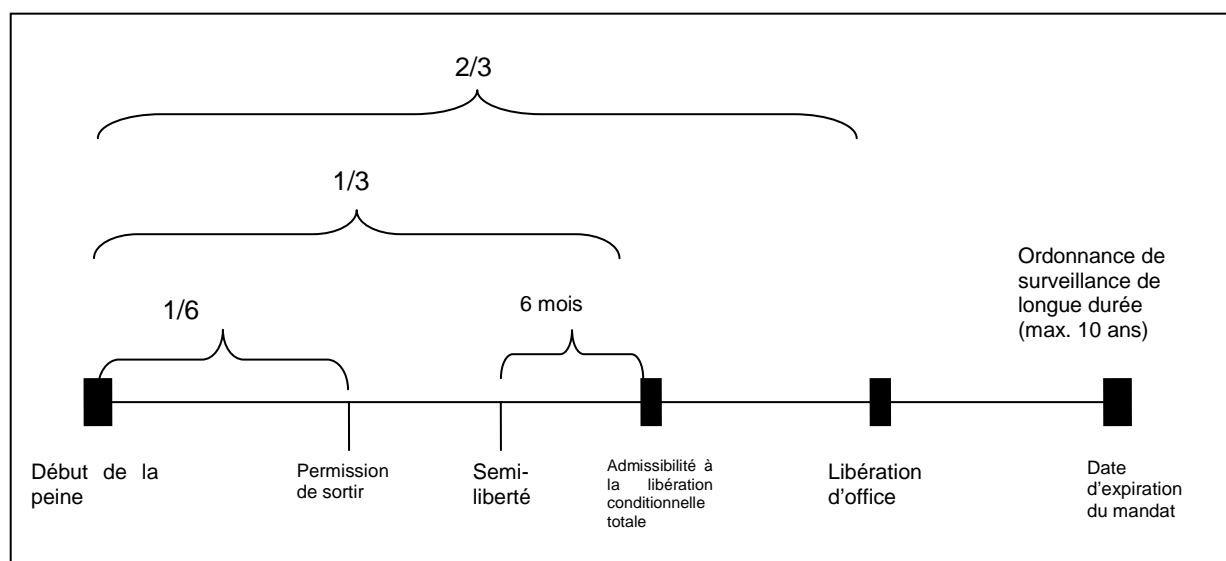 2/3
1/3
1/6
6 mois
Ordonnance de
surveillance de
longue durée
(max. 10 ans)
Début de la
peine
Permission
de sortir
Semi-
liberté
Admissibilité à
la libération
conditionnelle
totale
Libération
d'office
Date
d'expiration
du mandat